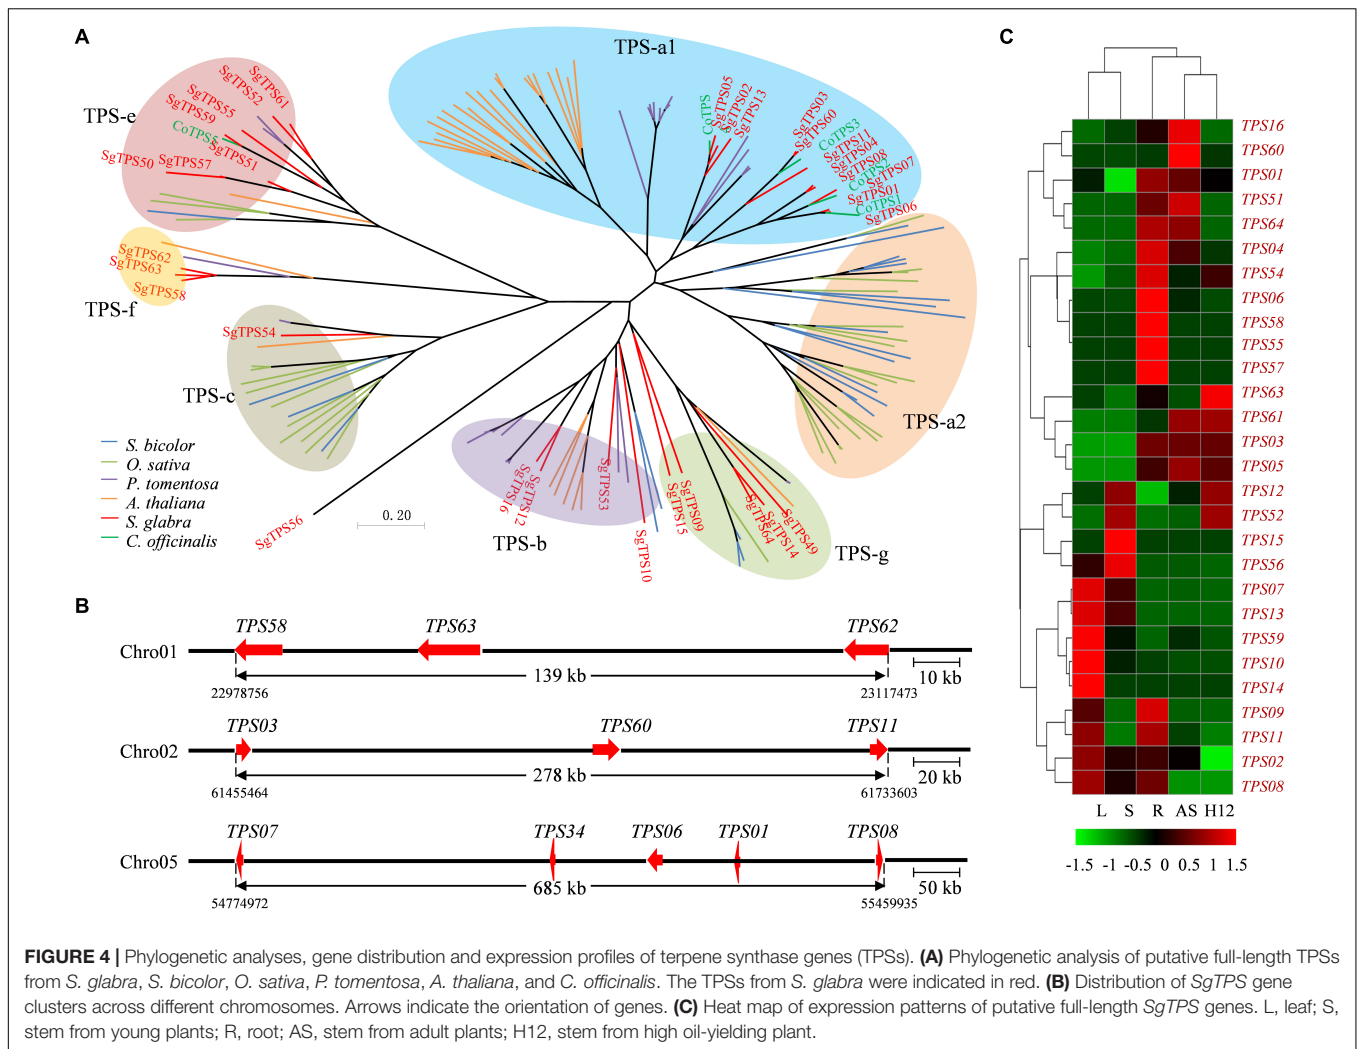 A
TPS-a1
TPS-e
SgTPS61
SgTPS52
SgTPS55
SgTPS59
CoTPS5
SgTPS51
SgTPS50
SgTPS57
CoTPS
SgTPS05
SgTPS02
SgTPS13
SgTPS03
SgTPS60
CoTPS3
SgTPS11
SgTPS04
SgTPS08
CoTPS2
SgTPS07
SgTPS01
CoTPS1
SgTPS06
SgTPS62
SgTPS63
SgTPS58
TPS-f
SgTPS54
TPS-c
TPS-a2
S. bicolor
O. sativa
P. tomentosa
A. thaliana
S. glabra
C. officinalis
0.20
SgTPS56
SgTPS16
SgTPS12
SgTPS53
SgTPS10
SgTPS15
SgTPS09
SgTPS64
SgTPS14
SgTPS49
TPS-b
TPS-g
B
TPS58 TPS63 TPS62
Chro01
139 kb
10 kb
22978756 23117473
TPS03 TPS60 TPS11
Chro02
278 kb
20 kb
61455464 61733603
TPS07 TPS34 TPS06 TPS01 TPS08
Chro05
685 kb
50 kb
54774972 55459935
C
TPS16
TPS60
TPS01
TPS51
TPS64
TPS04
TPS54
TPS06
TPS58
TPS55
TPS57
TPS63
TPS61
TPS03
TPS05
TPS12
TPS52
TPS15
TPS56
TPS07
TPS13
TPS59
TPS10
TPS14
TPS09
TPS11
TPS02
TPS08
L S R AS H12
-1.5 -1 -0.5 0 0.5 1 1.5
FIGURE 4 | Phylogenetic analyses, gene distribution and expression profiles of terpene synthase genes (TPSs). (A) Phylogenetic analysis of putative full-length TPSs
from S. glabra, S. bicolor, O. sativa, P. tomentosa, A. thaliana, and C. officinalis. The TPSs from S. glabra were indicated in red. (B) Distribution of SgTPS gene
clusters across different chromosomes. Arrows indicate the orientation of genes. (C) Heat map of expression patterns of putative full-length SgTPS genes. L, leaf; S,
stem from young plants; R, root; AS, stem from adult plants; H12, stem from high oil-yielding plant.